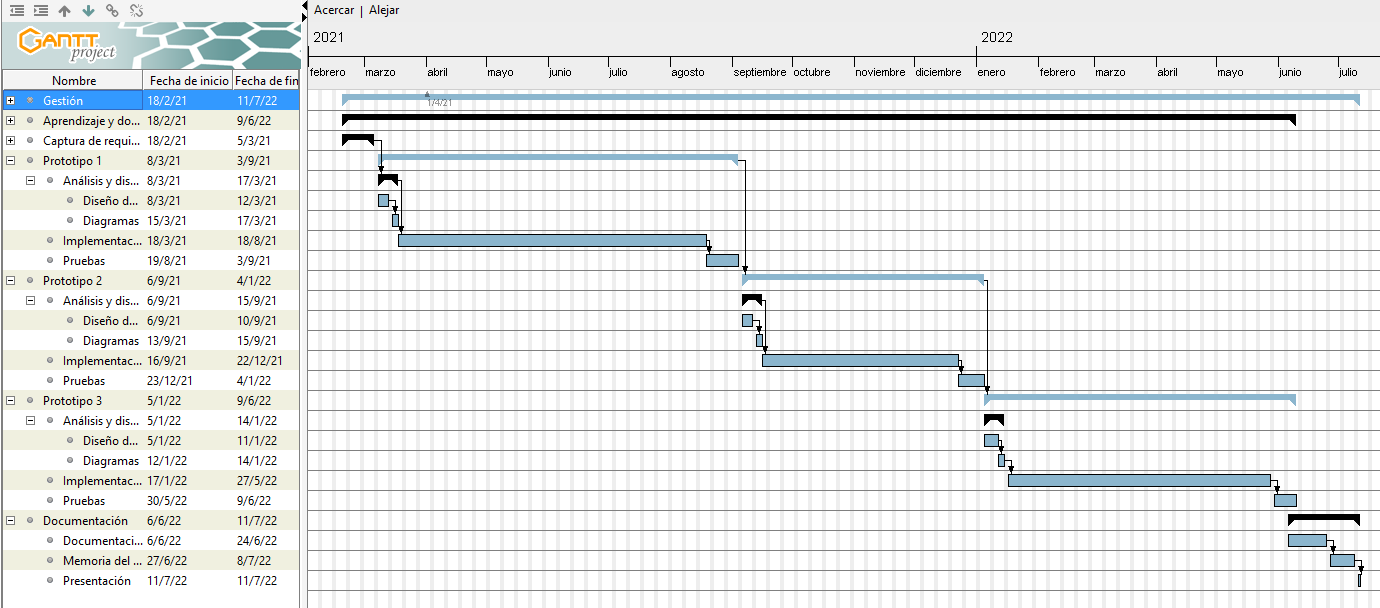 Acercar | Alejar
GANTT project
2021 2022
Nombre Fecha de inicio Fecha de fin
febrero marzo abril mayo junio julio agosto septiembre octubre noviembre diciembre enero febrero marzo abril mayo junio julio
Gestión 18/2/21 11/7/22
1/4/21
Aprendizaje y do... 18/2/21 9/6/22
Captura de requi... 18/2/21 5/3/21
Prototipo 1 8/3/21 3/9/21
Análisis y dis... 8/3/21 17/3/21
Diseño d... 8/3/21 12/3/21
Diagramas 15/3/21 17/3/21
Implementac... 18/3/21 18/8/21
Pruebas 19/8/21 3/9/21
Prototipo 2 6/9/21 4/1/22
Análisis y dis... 6/9/21 15/9/21
Diseño d... 6/9/21 10/9/21
Diagramas 13/9/21 15/9/21
Implementac... 16/9/21 22/12/21
Pruebas 23/12/21 4/1/22
Prototipo 3 5/1/22 9/6/22
Análisis y dis... 5/1/22 14/1/22
Diseño d... 5/1/22 11/1/22
Diagramas 12/1/22 14/1/22
Implementac... 17/1/22 27/5/22
Pruebas 30/5/22 9/6/22
Documentación 6/6/22 11/7/22
Documentaci... 6/6/22 24/6/22
Memoria del ... 27/6/22 8/7/22
Presentación 11/7/22 11/7/22